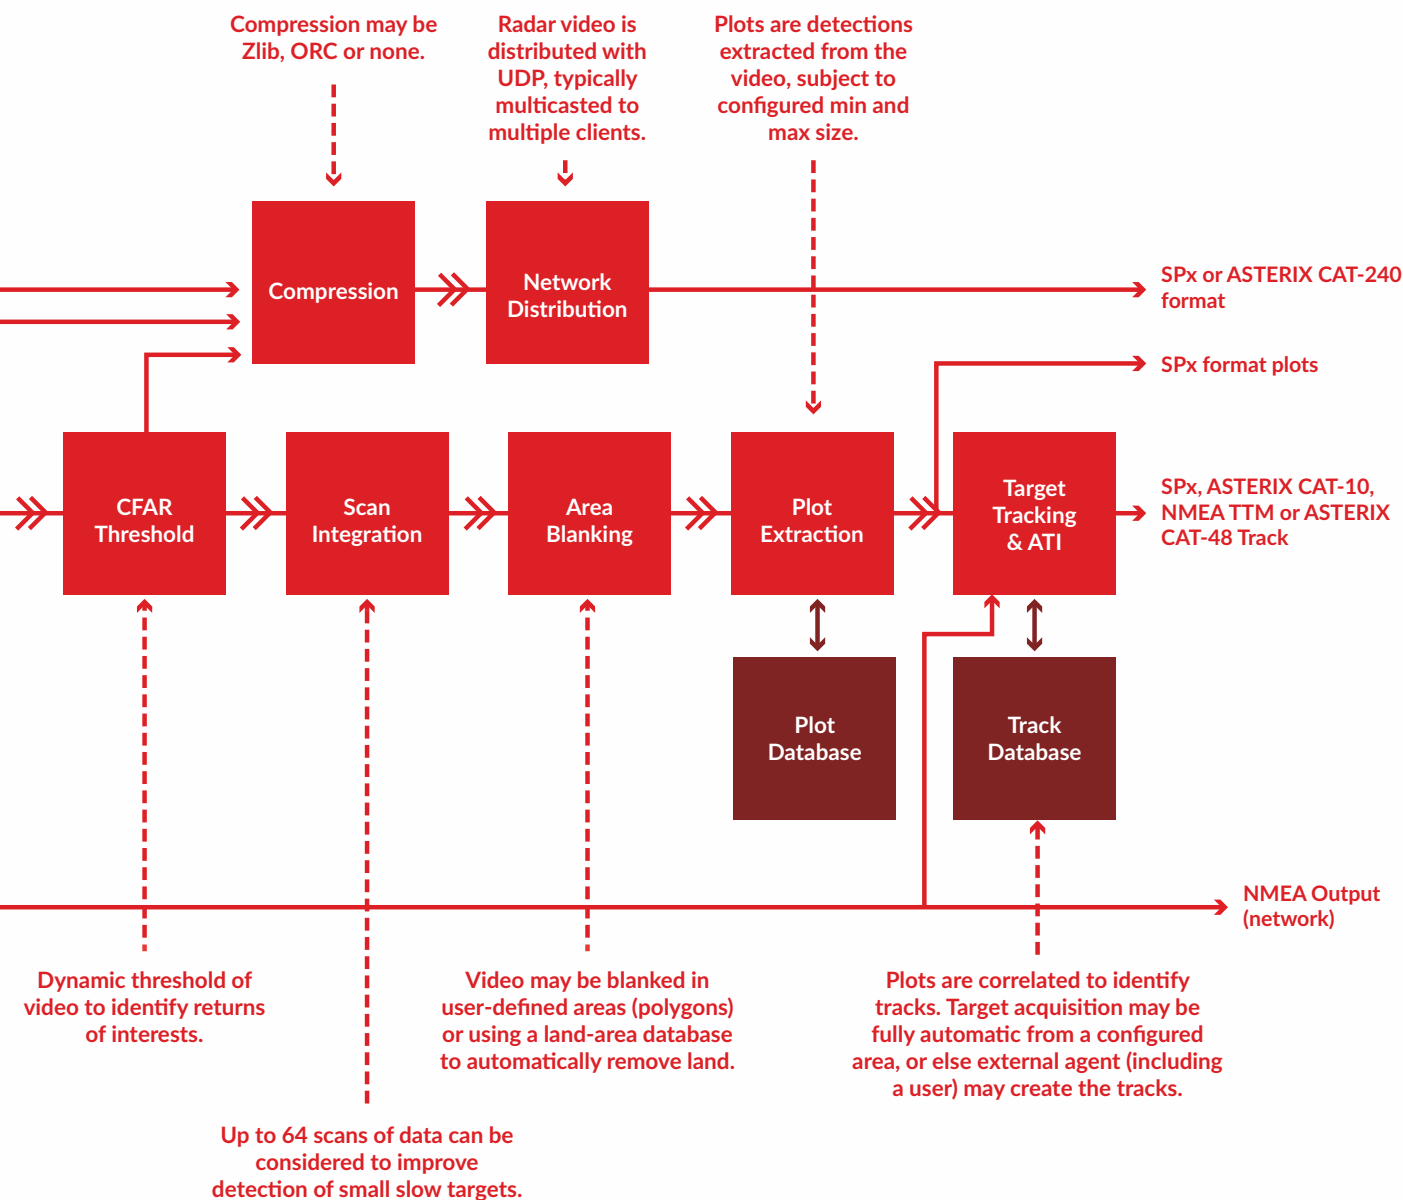 Compression may be
Zlib, ORC or none.
Radar video is
distributed with
UDP, typically
multicasted to
multiple clients.
Plots are detections
extracted from the
video, subject to
configured min and
max size.
Compression
Network
Distribution
SPx or ASTERIX CAT-240
format
SPx format plots
CFAR
Threshold
Scan
Integration
Area
Blanking
Plot
Extraction
Target
Tracking
& ATI
SPx, ASTERIX CAT-10,
NMEA TTM or ASTERIX
CAT-48 Track
Plot
Database
Track
Database
NMEA Output
(network)
Dynamic threshold of
video to identify returns
of interests.
Video may be blanked in
user-defined areas (polygons)
or using a land-area database
to automatically remove land.
Plots are correlated to identify
tracks. Target acquisition may be
fully automatic from a configured
area, or else external agent (including
a user) may create the tracks.
Up to 64 scans of data can be
considered to improve
detection of small slow targets.